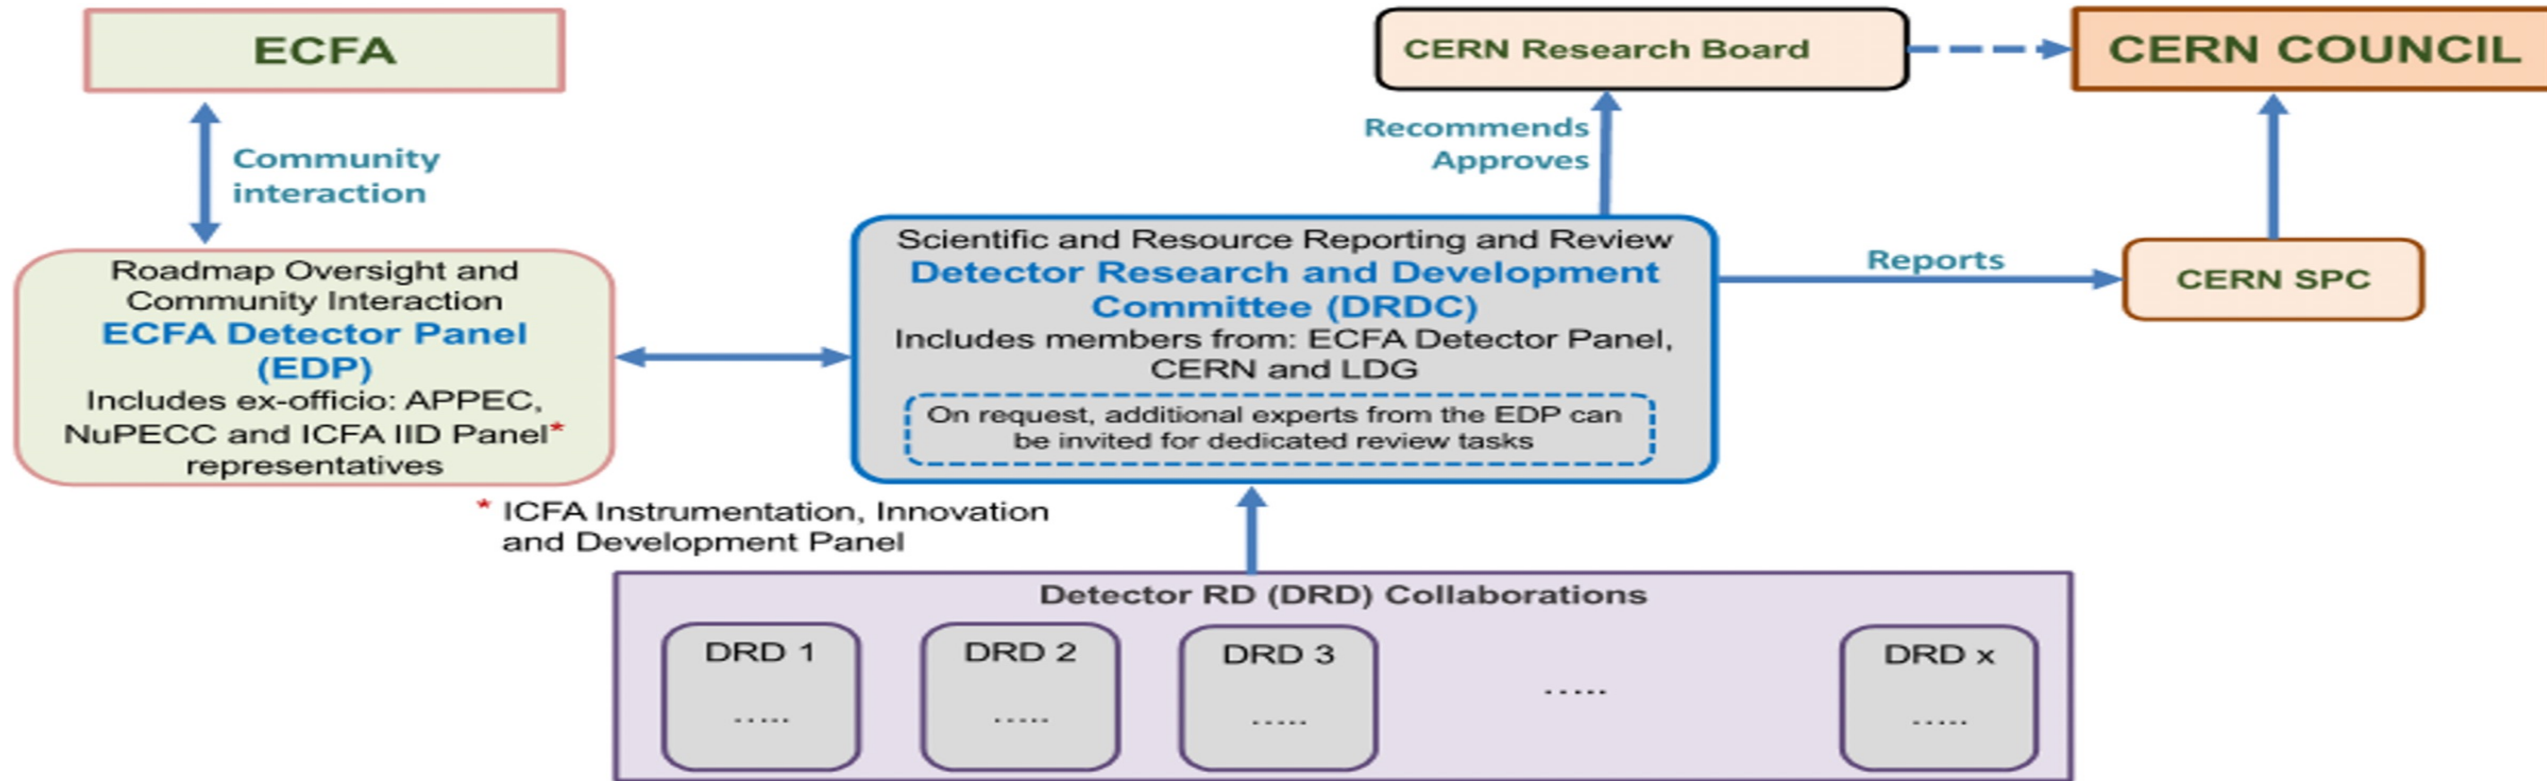 ECFA
CERN Research Board
CERN COUNCIL
Community
interaction
Recommends
Approves
Roadmap Oversight and
Community Interaction
ECFA Detector Panel
(EDP)
Includes ex-officio: APPEC,
NuPECC and ICFA IID Panel*
representatives
Scientific and Resource Reporting and Review
Detector Research and Development
Committee (DRDC)
Includes members from: ECFA Detector Panel,
CERN and LDG
On request, additional experts from the EDP can
be invited for dedicated review tasks
Reports
CERN SPC
* ICFA Instrumentation, Innovation
and Development Panel
Detector RD (DRD) Collaborations
DRD 1
.....
DRD 2
.....
DRD 3
.....
.....
DRD x
.....